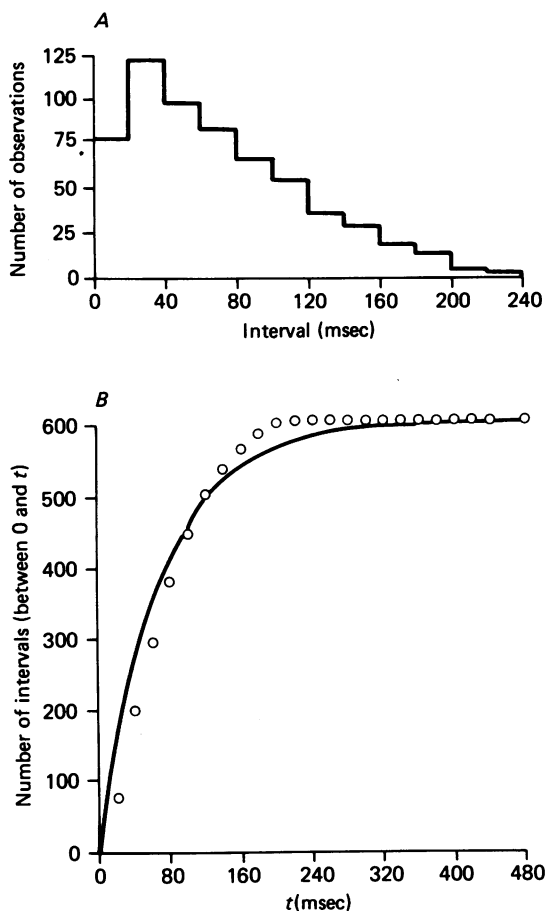 A
Number of observations
125
100
75
50
25
0
0 40 80 120 160 200 240
Interval (msec)
B
Number of intervals (between 0 and t)
600
500
400
300
200
100
0
0 80 160 240 320 400 480
t(msec)